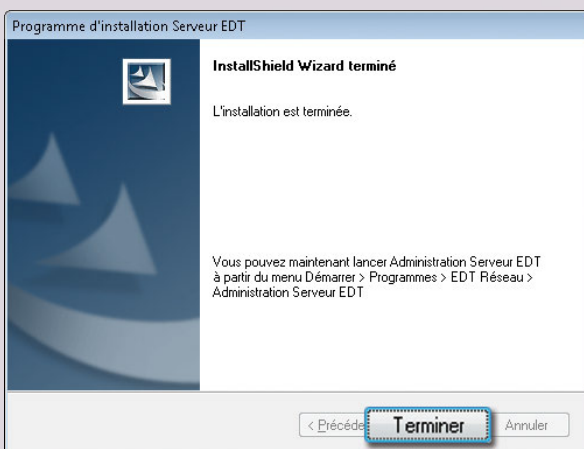 Programme d'installation Serveur EDT
InstallShield Wizard terminé
L'installation est terminée.
Vous pouvez maintenant lancer Administration Serveur EDT
à partir du menu Démarrer > Programmes > EDT Réseau >
Administration Serveur EDT
< Précéde Terminer Annuler